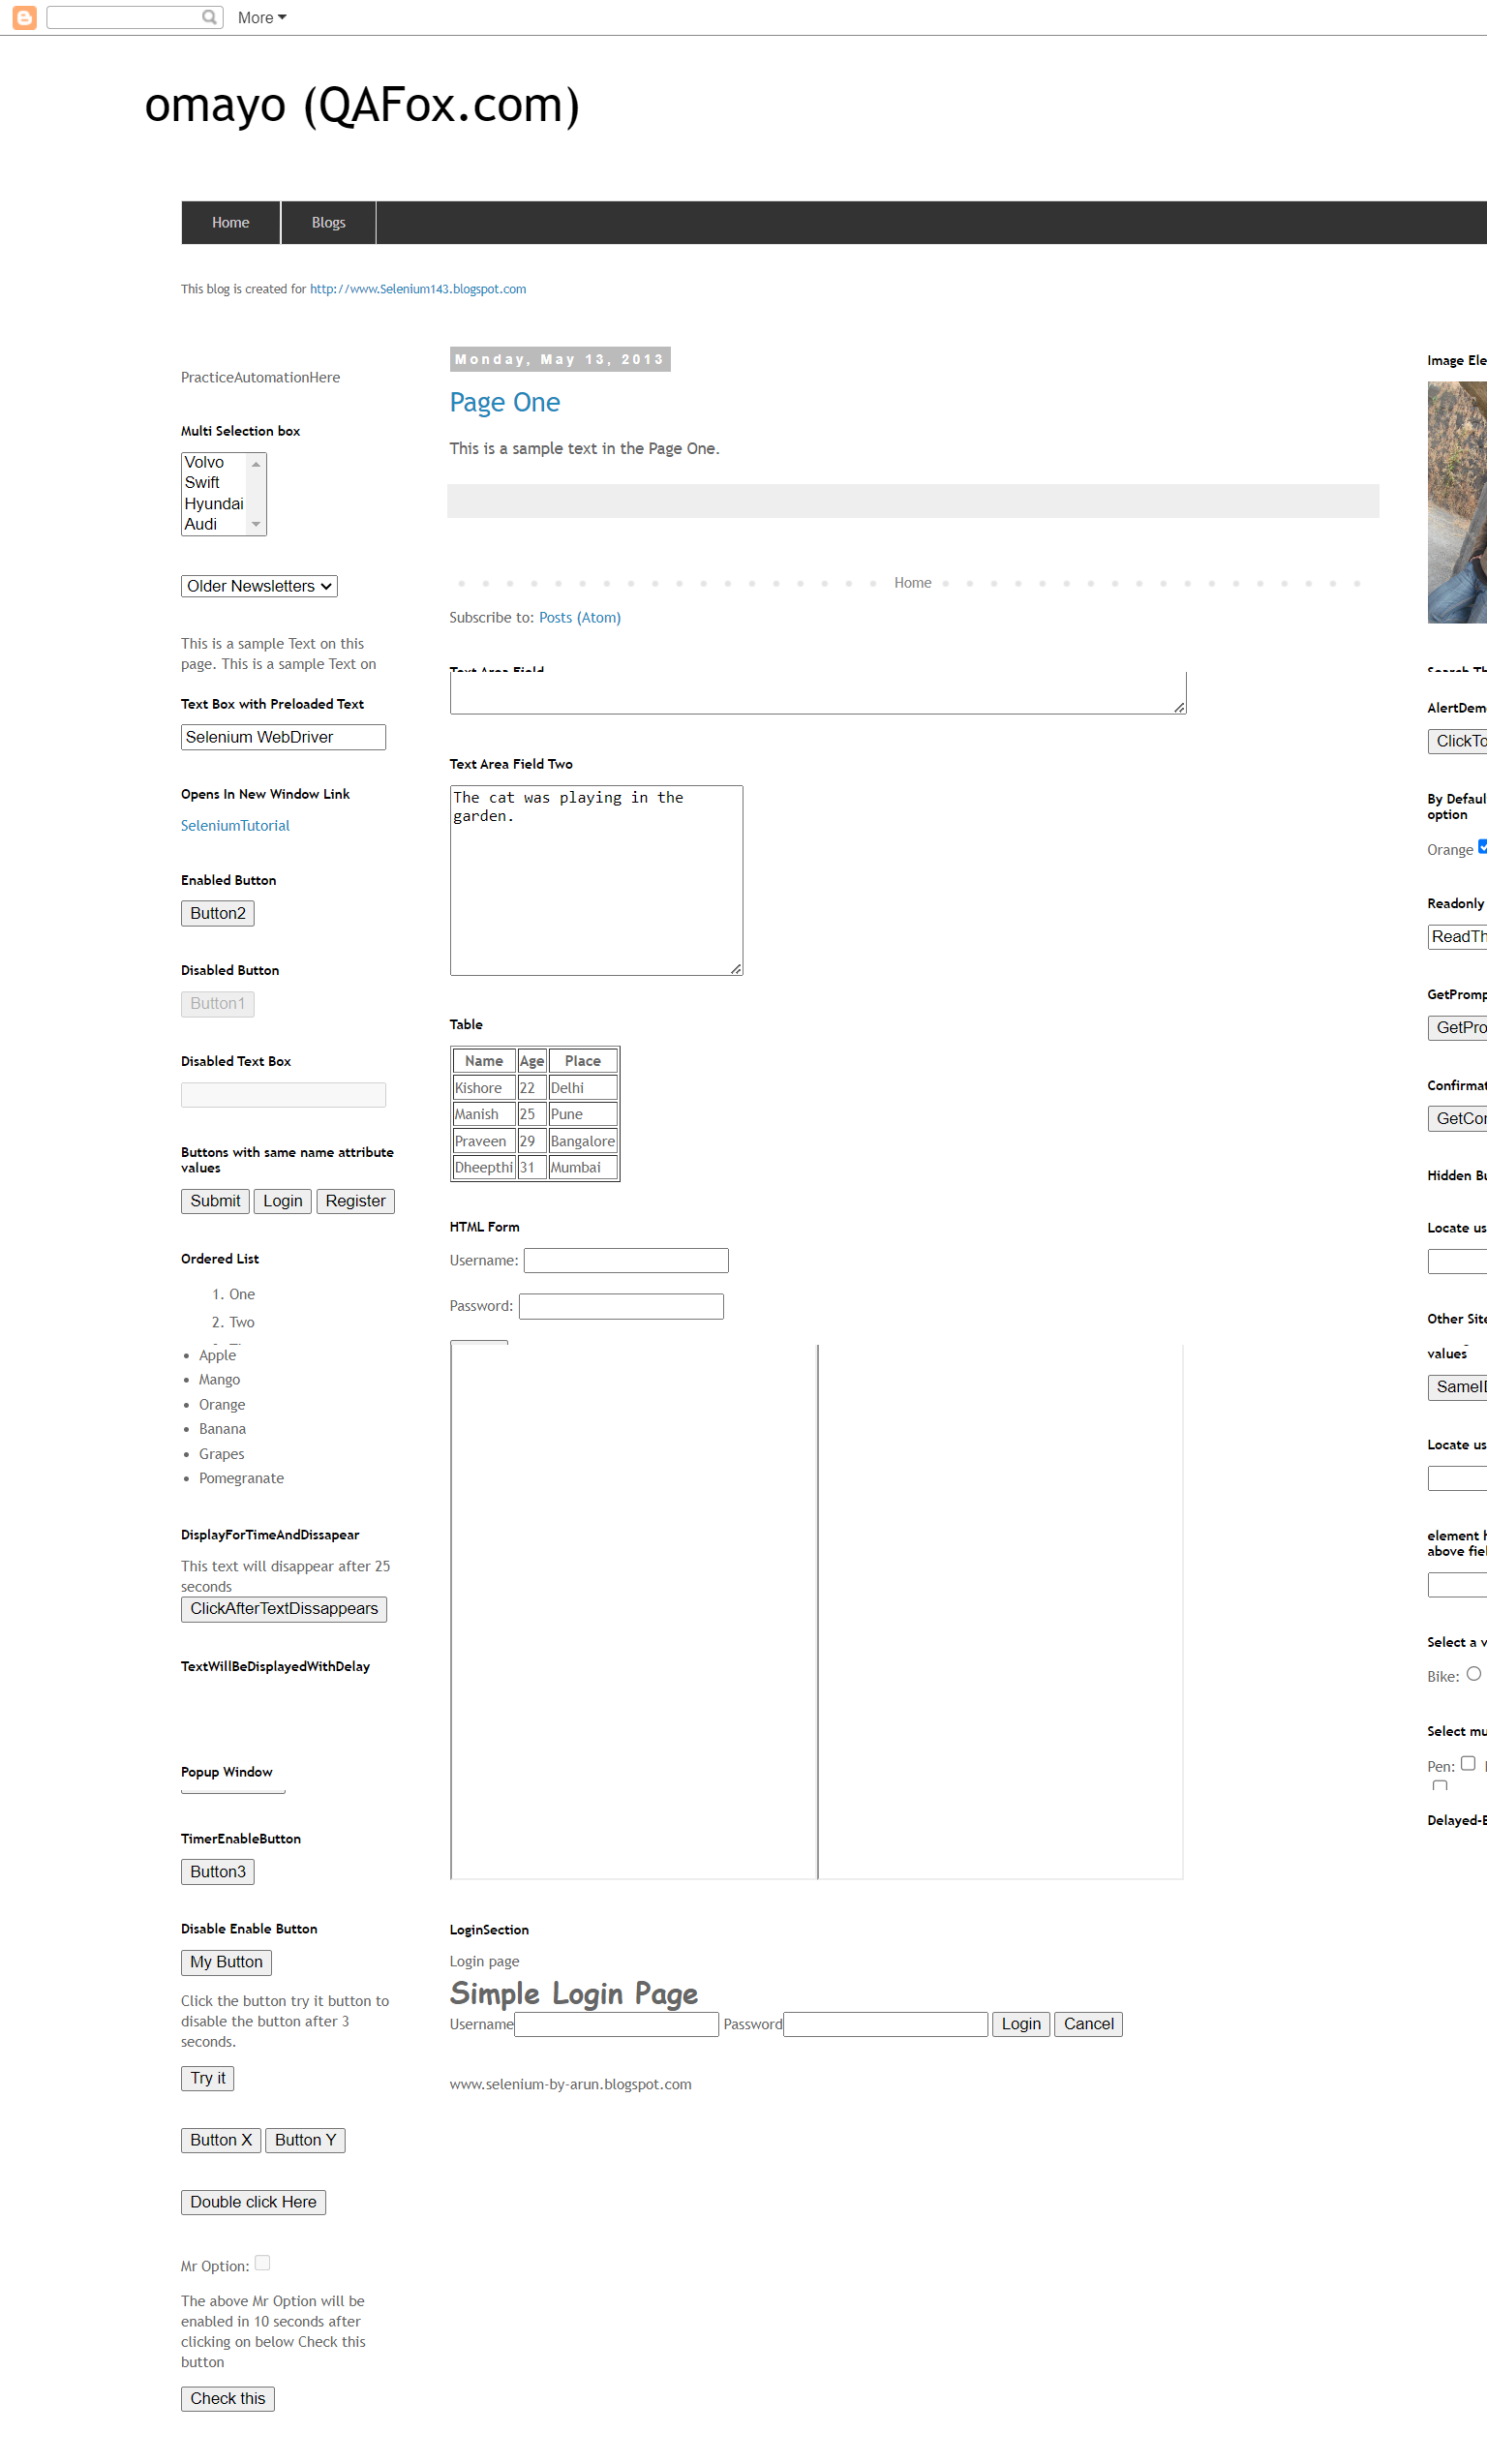 More
omayo (QAFox.com)
Home
Blogs
This blog is created for http://www.Selenium143.blogspot.com
PracticeAutomationHere
Multi Selection box
Volvo
Swift
Hyundai
Audi
Older Newsletters
This is a sample Text on this
page. This is a sample Text on
Text Box with Preloaded Text
Selenium WebDriver
Opens In New Window Link
SeleniumTutorial
Enabled Button
Button2
Disabled Button
Button1
Disabled Text Box
Buttons with same name attribute
values
Submit Login Register
Ordered List
1. One
2. Two
Apple
Mango
Orange
Banana
Grapes
Pomegranate
DisplayForTimeAndDissapear
This text will disappear after 25
seconds
ClickAfterTextDissappears
TextWillBeDisplayedWithDelay
Popup Window
TimerEnableButton
Button3
Disable Enable Button
My Button
Click the button try it button to
disable the button after 3
seconds.
Try it
Button X Button Y
Double click Here
Mr Option:
The above Mr Option will be
enabled in 10 seconds after
clicking on below Check this
button
Check this
Monday, May 13, 2013
Page One
This is a sample text in the Page One.
Home
Subscribe to: Posts (Atom)
Text Area Field
Text Area Field Two
The cat was playing in the
garden.
Table
Name Age Place
Kishore 22 Delhi
Manish 25 Pune
Praveen 29 Bangalore
Dheepthi 31 Mumbai
HTML Form
Username:
Password:
LoginSection
Login page
Simple Login Page
Username Password Login Cancel
www.selenium-by-arun.blogspot.com
Image Ele
Search Th
AlertDem
ClickTo
By Defaul
option
Orange
Readonly
ReadTh
GetPromp
GetPro
Confirmat
GetCon
Hidden Bu
Locate us
Other Site
values
SameID
Locate us
element h
above fiel
Select a v
Bike:
Select mu
Pen:
Delayed-E